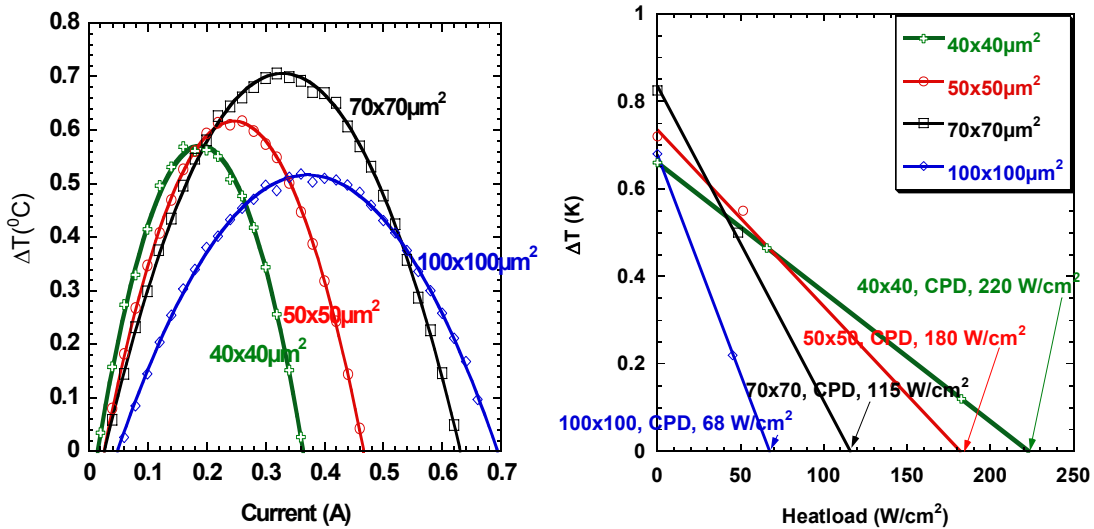 0.8
0.7
0.6
0.5
0.4
0.3
0.2
0.1
0
ΔT(⁰C)
70x70µm²
100x100µm²
50x50µm²
40x40µm²
0 0.1 0.2 0.3 0.4 0.5 0.6 0.7
Current (A)
1
0.8
0.6
0.4
0.2
0
ΔT (K)
40x40µm²
50x50µm²
70x70µm²
100x100µm²
40x40, CPD, 220 W/cm²
50x50, CPD, 180 W/cm²
70x70, CPD, 115 W/cm²
100x100, CPD, 68 W/cm²
0 50 100 150 200 250
Heatload (W/cm²)